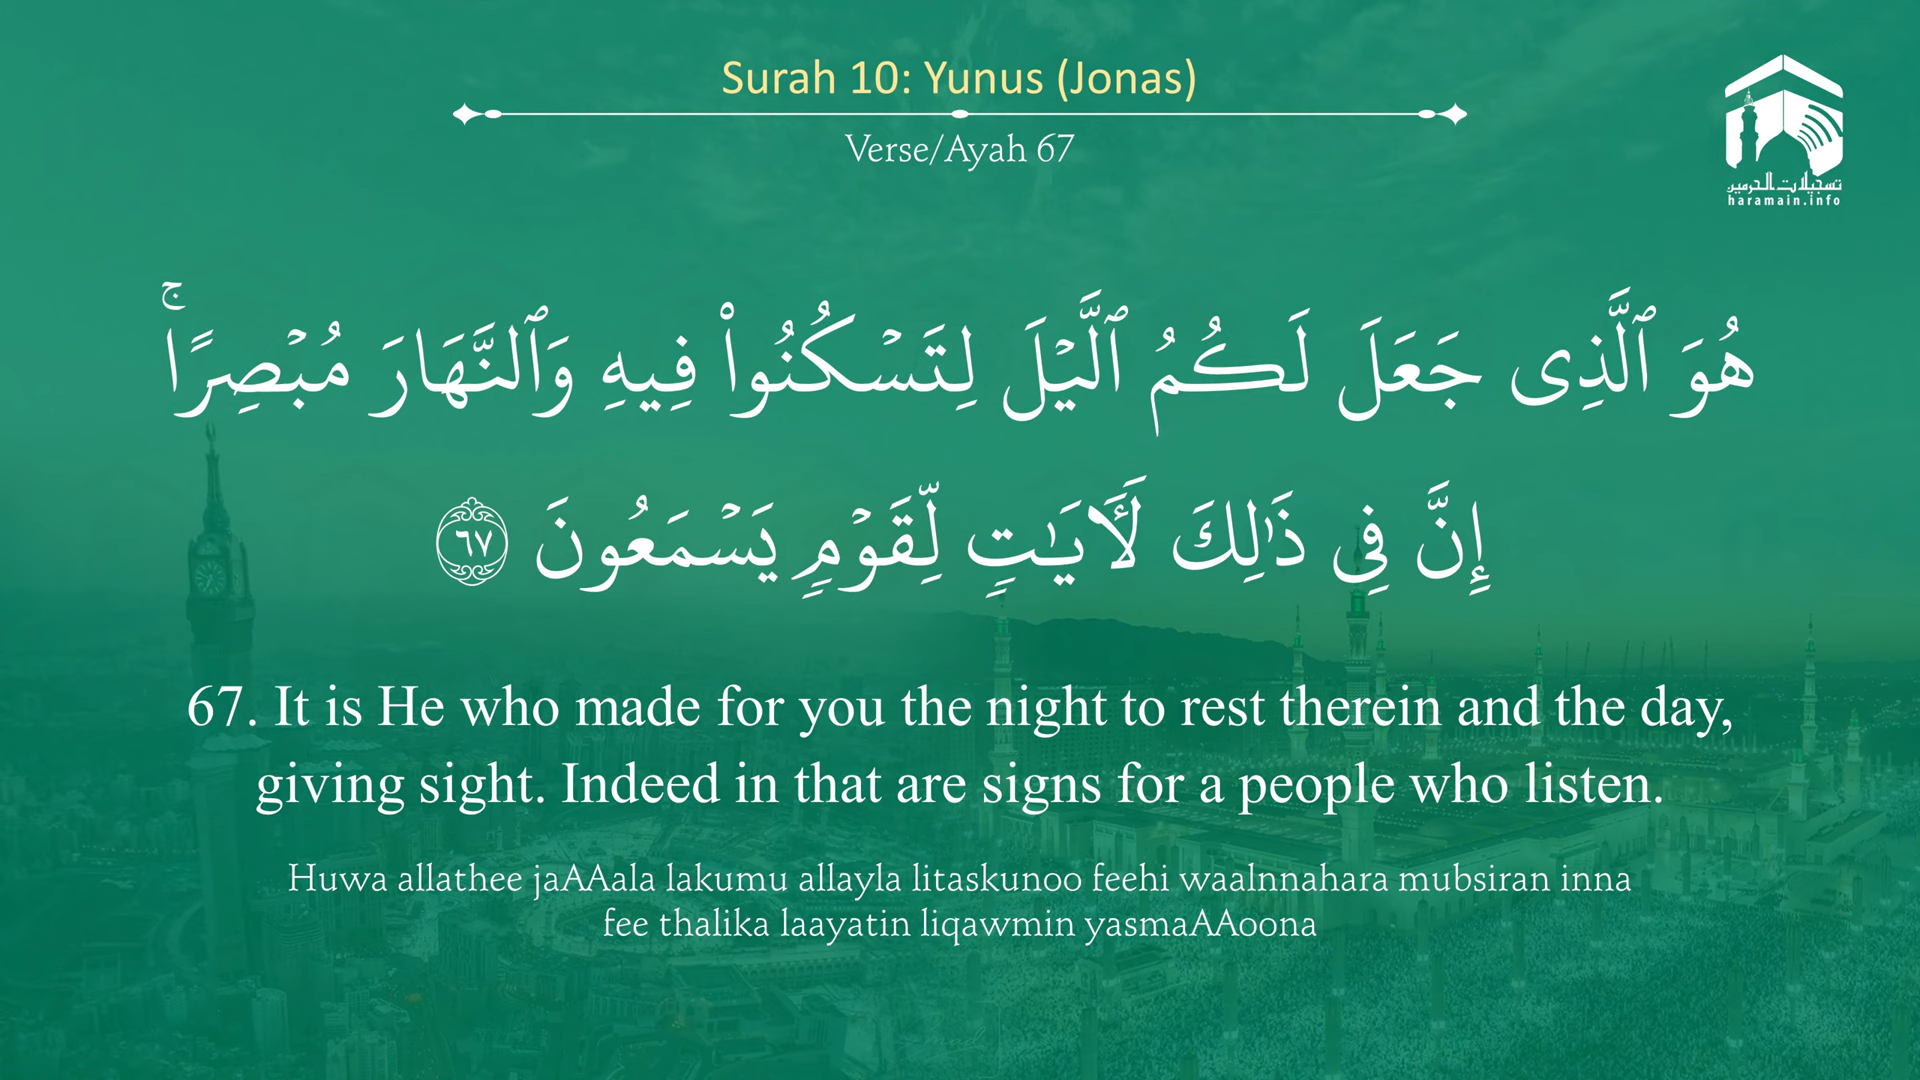 Surah 10: Yunus (Jonas)
Verse/Ayah 67
تسجيلات الحرمين
haramain.info
هُوَ ٱلَّذِى جَعَلَ لَكُمُ ٱلَّيْلَ لِتَسْكُنُوا۟ فِيهِ وَٱلنَّهَارَ مُبْصِرًا ۚ
إِنَّ فِى ذَٰلِكَ لَـَٔايَـٰتٍ لِّقَوْمٍ يَسْمَعُونَ ٦٧
67. It is He who made for you the night to rest therein and the day,
giving sight. Indeed in that are signs for a people who listen.
Huwa allathee jaAAala lakumu allayla litaskunoo feehi waalnnahara mubsiran inna
fee thalika laayatin liqawmin yasmaAAoona